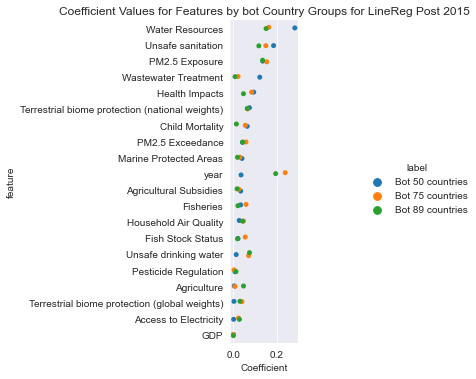 Coefficient Values for Features by bot Country Groups for LineReg Post 2015
Water Resources
Unsafe sanitation
PM2.5 Exposure
Wastewater Treatment
Health Impacts
Terrestrial biome protection (national weights)
Child Mortality
PM2.5 Exceedance
Marine Protected Areas
year
Agricultural Subsidies
Fisheries
Household Air Quality
Fish Stock Status
Unsafe drinking water
Pesticide Regulation
Agriculture
Terrestrial biome protection (global weights)
Access to Electricity
GDP
feature
0.0 0.2
Coefficient
label
Bot 50 countries
Bot 75 countries
Bot 89 countries